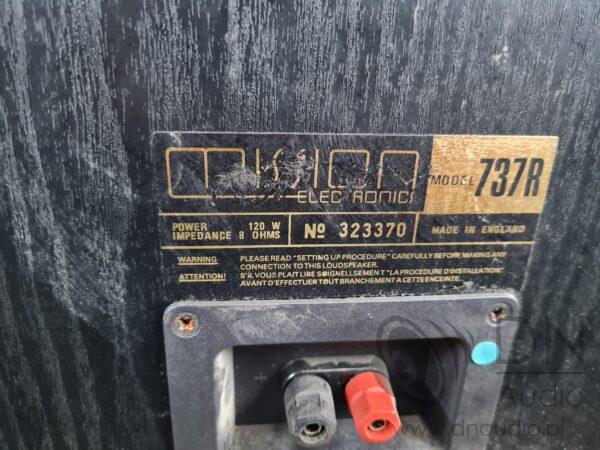 MISSION
ELECTRONICS
MODEL 737R
POWER 120 W
IMPEDANCE 8 OHMS
Nº 323370
MADE IN ENGLAND
WARNING: PLEASE READ "SETTING UP PROCEDURE" CAREFULLY BEFORE MAKING ANY
CONNECTION TO THIS LOUDSPEAKER.
ATTENTION! S'IL VOUS PLAIT LIRE SOIGNELLSEMENT "LA PROCEDURE D'INSTALLATION"
AVANT D'EFFECTUER TOUT BRANCHEMENT A CETTE ENCEINTE.
+
DN
Audio
www.dnaudio.pl